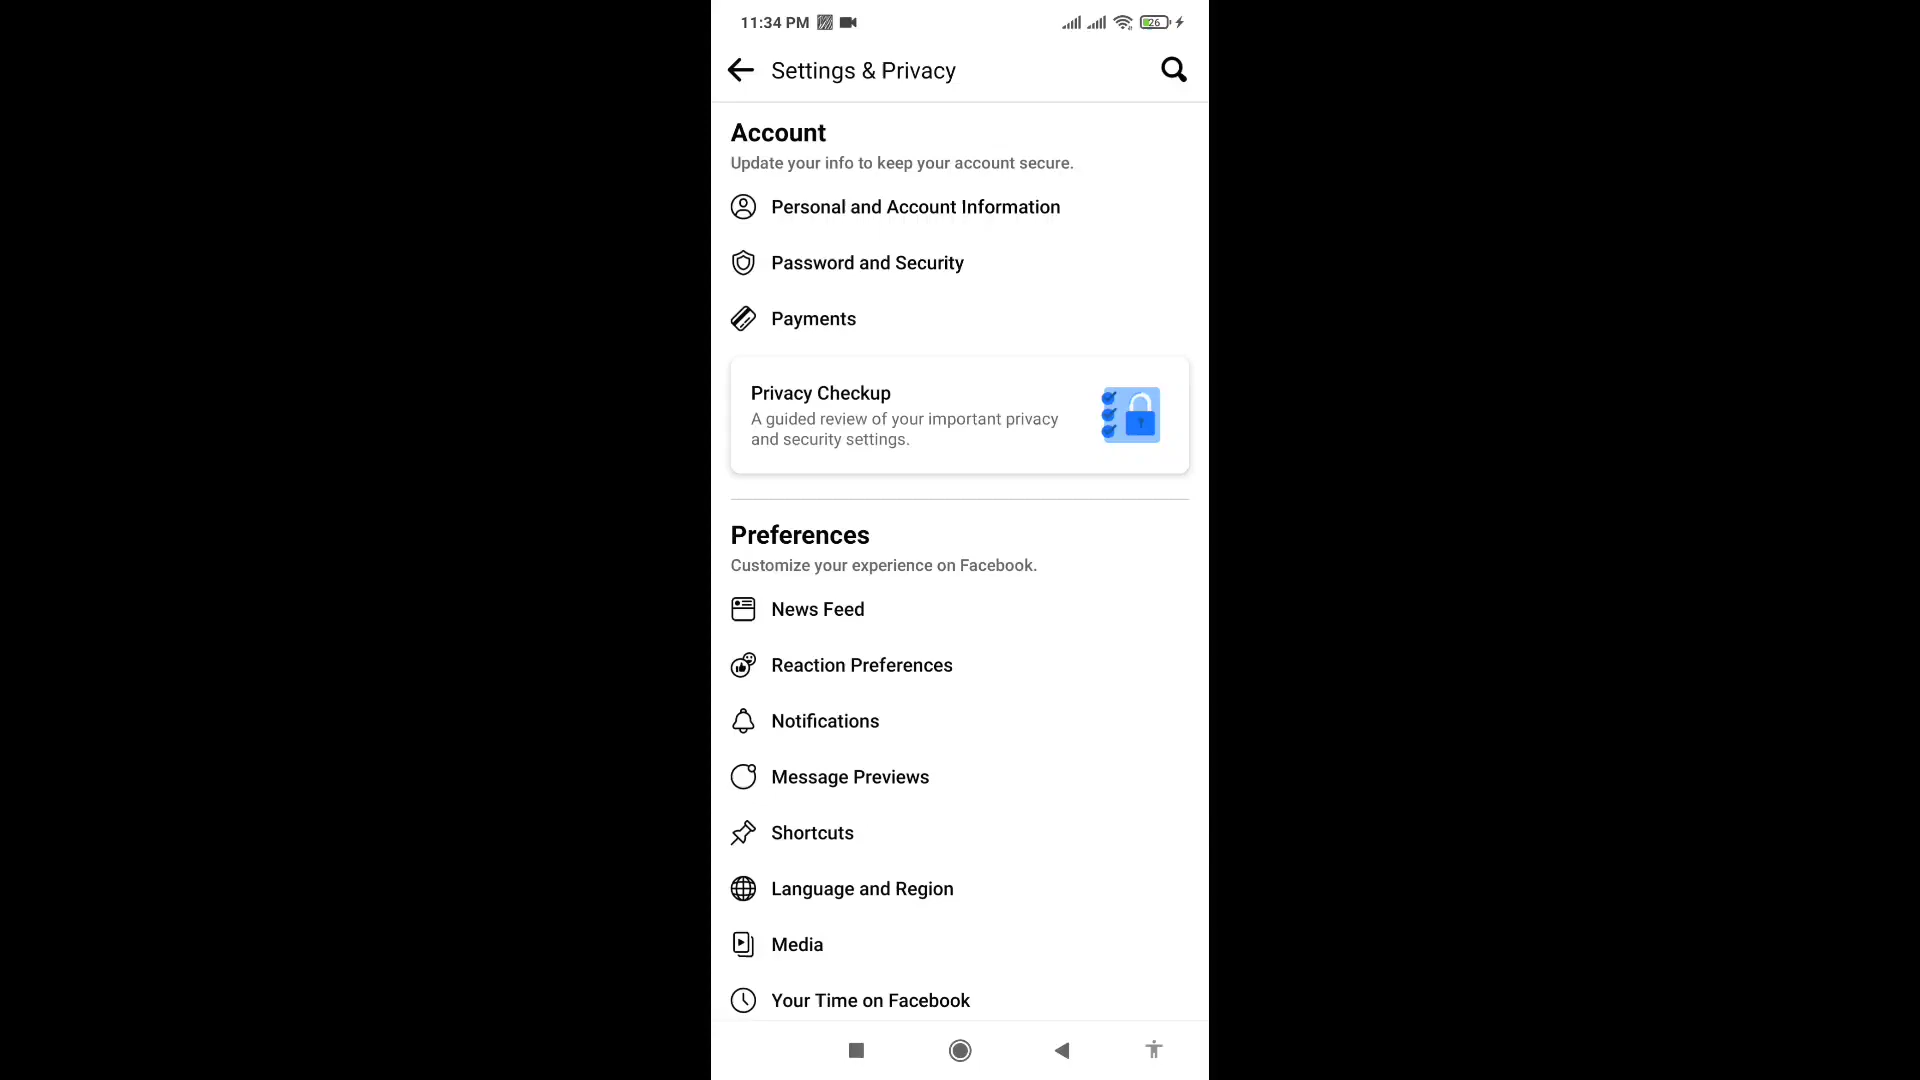 11:34 PM
26
Settings & Privacy
Account
Update your info to keep your account secure.
Personal and Account Information
Password and Security
Payments
Privacy Checkup
A guided review of your important privacy
and security settings.
Preferences
Customize your experience on Facebook.
News Feed
Reaction Preferences
Notifications
Message Previews
Shortcuts
Language and Region
Media
Your Time on Facebook